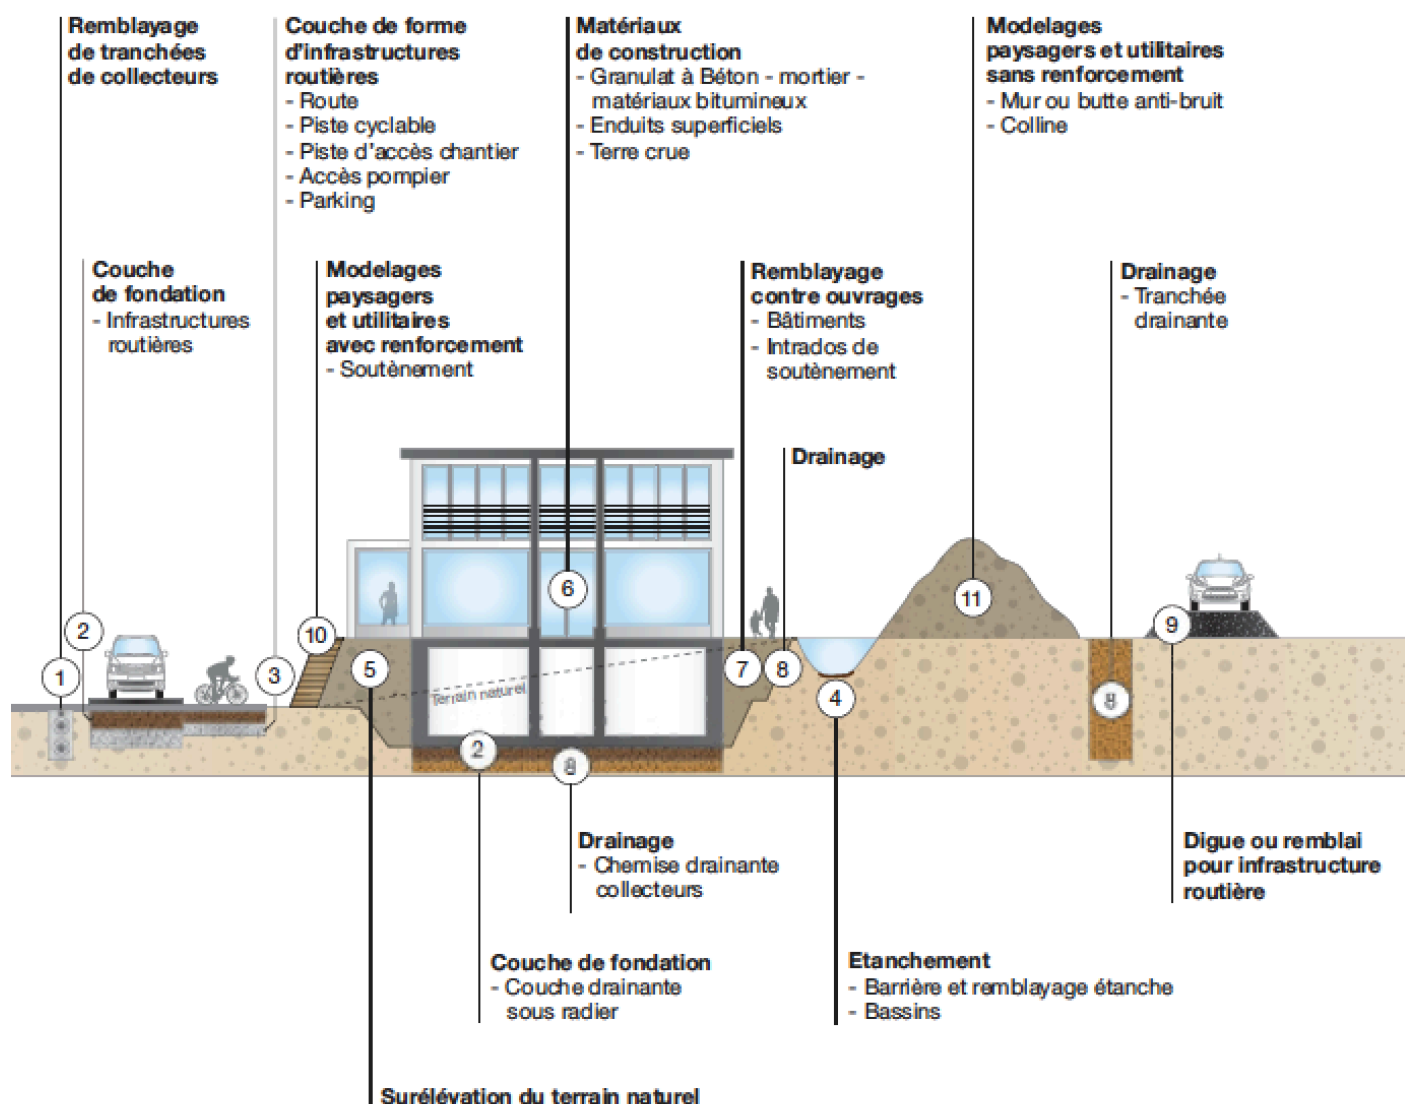 Remblayage
de tranchées
de collecteurs
Couche de forme
d'infrastructures
routières
- Route
- Piste cyclable
- Piste d'accès chantier
- Accès pompier
- Parking
Matériaux
de construction
- Granulat à Béton - mortier -
matériaux bitumineux
- Enduits superficiels
- Terre crue
Modelages
paysagers et utilitaires
sans renforcement
- Mur ou butte anti-bruit
- Colline
Couche
de fondation
- Infrastructures
routières
Modelages
paysagers
et utilitaires
avec renforcement
- Soutènement
Remblayage
contre ouvrages
- Bâtiments
- Intrados de
soutènement
Drainage
- Tranchée
drainante
Drainage
6
11
9
2
10
1
5
3
7
8
4
Terrain naturel
2
Drainage
- Chemise drainante
collecteurs
Digue ou remblai
pour infrastructure
routière
Couche de fondation
- Couche drainante
sous radier
Etanchement
- Barrière et remblayage étanche
- Bassins
Surélévation du terrain naturel